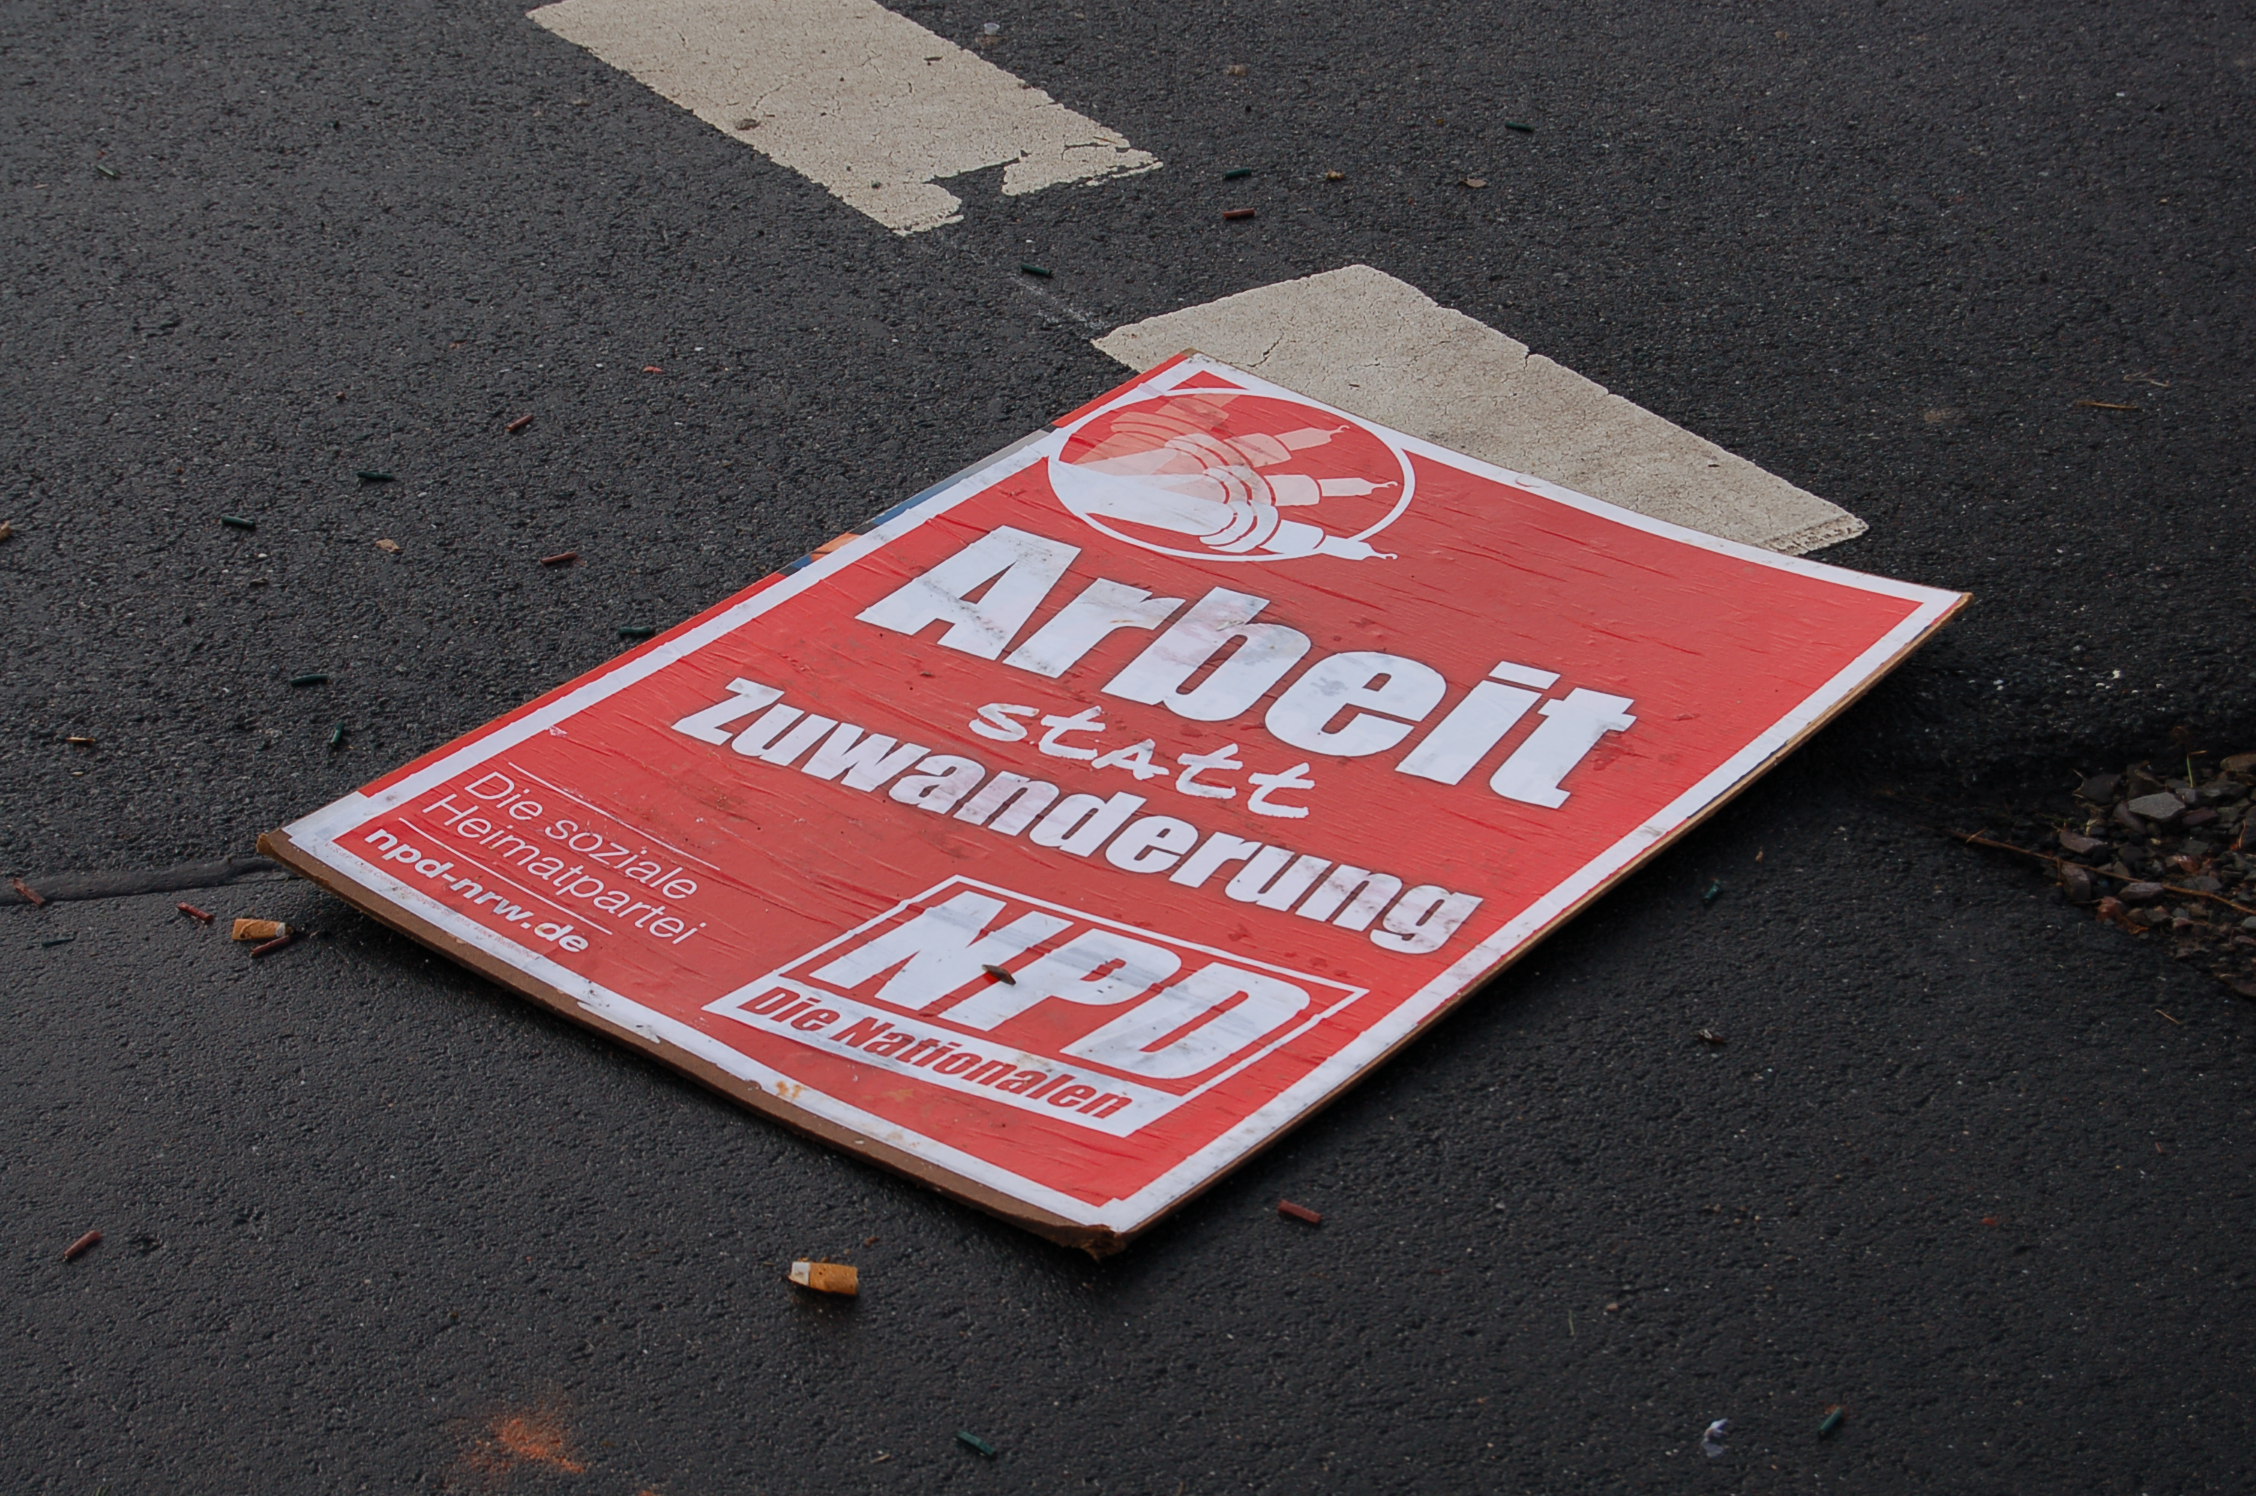 Arbeit
statt
Zuwanderung
Die soziale
Heimatpartei
npd-nrw.de
NPD
Die Nationalen